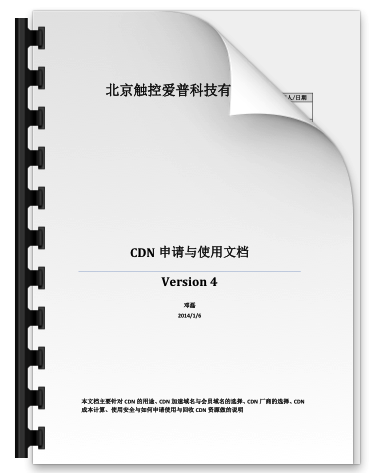 北京触控爱普科技有
人/日期
CDN 申请与使用文档
Version 4
邓磊
2014/1/6
本文档主要针对 CDN 的用途、CDN 加速域名与会员域名的选择、CDN 厂商的选择、CDN
成本计算、使用安全与如何申请使用与回收 CDN 资源做的说明